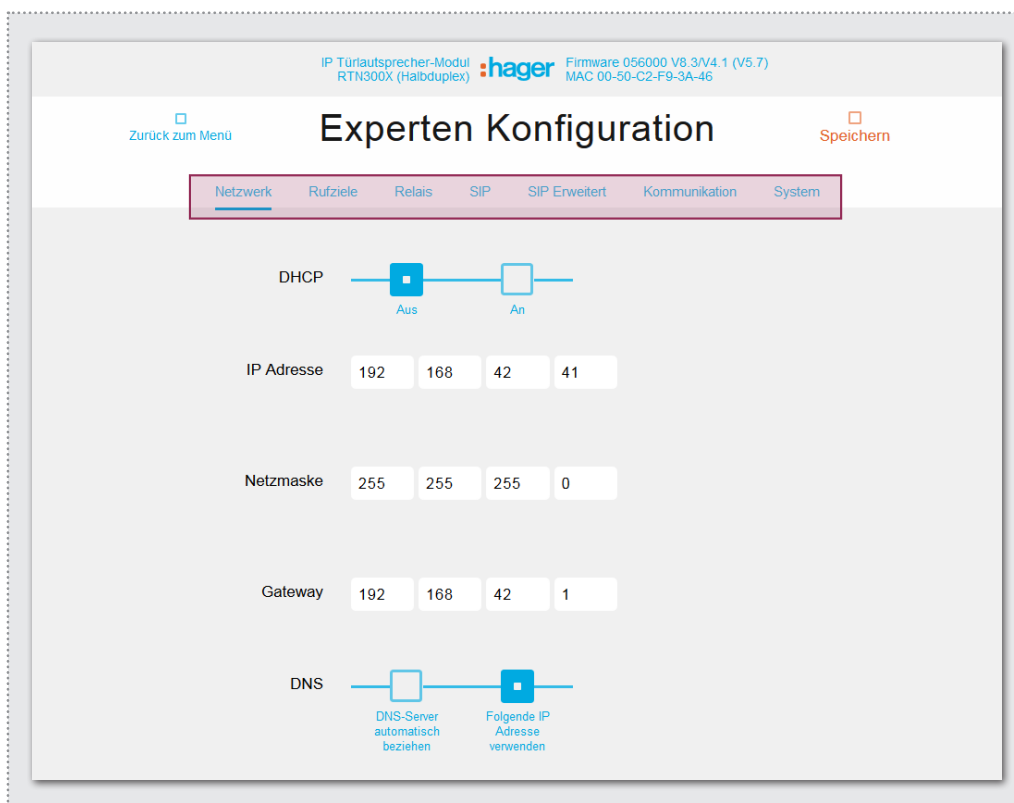 IP Türlautsprecher-Modul
RTN300X (Halbduplex)
:hager
Firmware 056000 V8.3/V4.1 (V5.7)
MAC 00-50-C2-F9-3A-46
Zurück zum Menü
Experten Konfiguration
Speichern
Netzwerk Rufziele Relais SIP SIP Erweitert Kommunikation System
DHCP
Aus An
IP Adresse 192 168 42 41
Netzmaske 255 255 255 0
Gateway 192 168 42 1
DNS
DNS-Server
automatisch
beziehen
Folgende IP
Adresse
verwenden